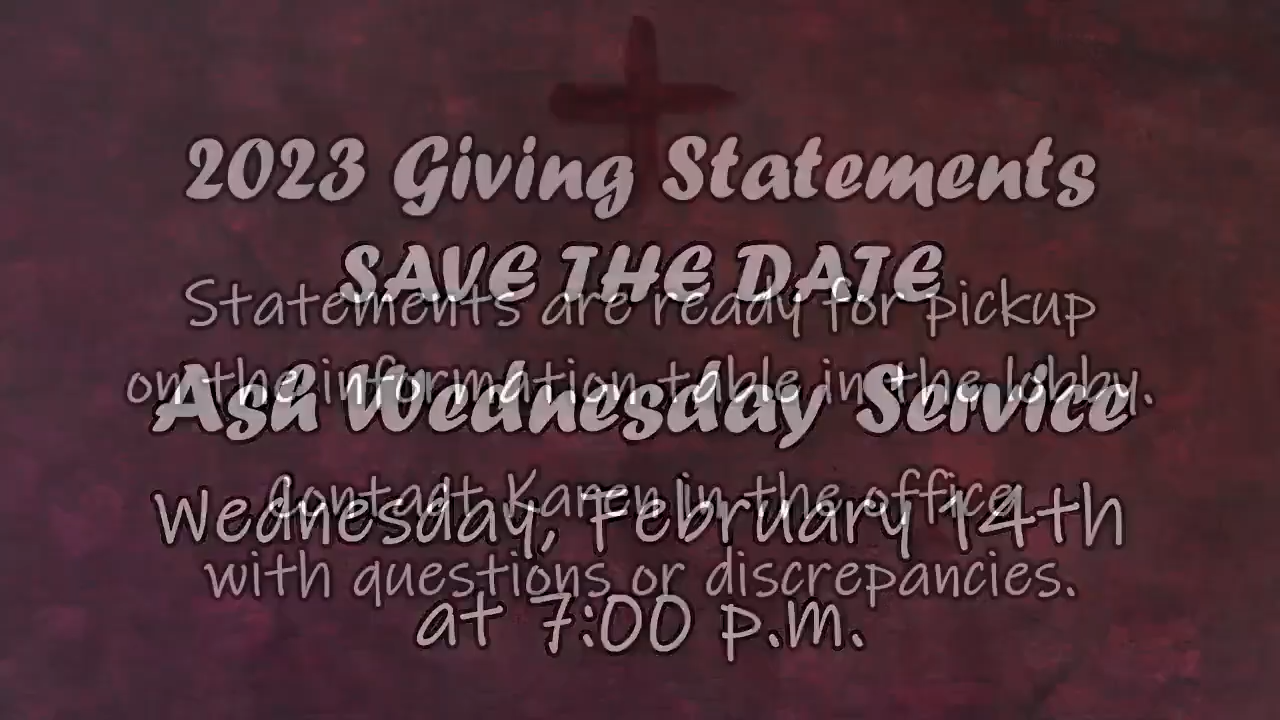 2023 Giving Statements
SAVE THE DATE
Statements are ready for pickup
on the information table in the lobby.
Ash Wednesday Service
Contact Karen in the office
Wednesday, February 14th
with questions or discrepancies.
at 7:00 p.m.